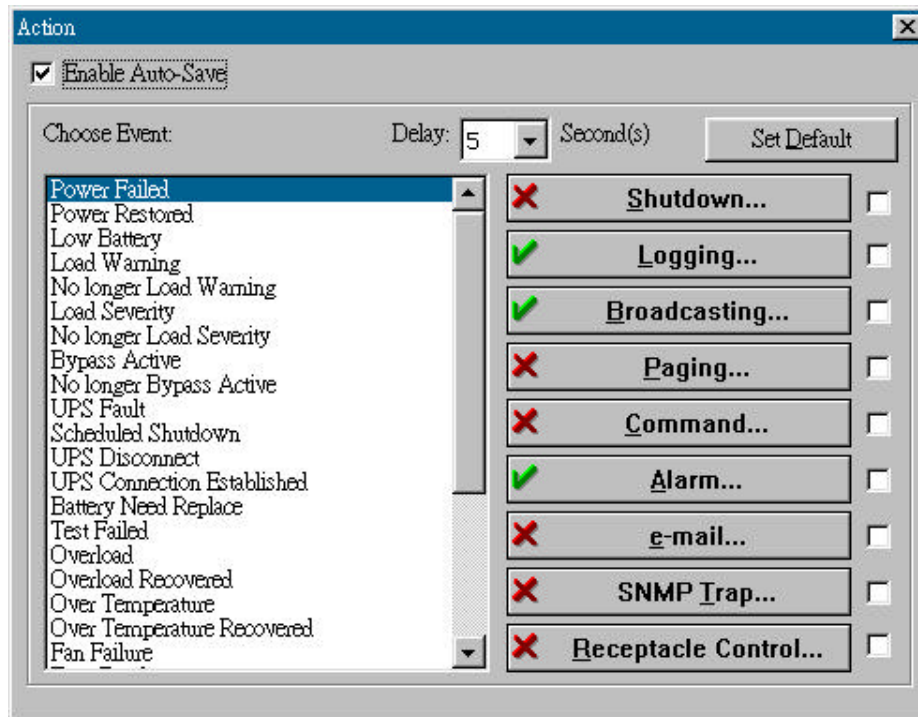 Action
Enable Auto-Save
Choose Event:
Delay: 5 Second(s)
Set Default
Power Failed
Power Restored
Low Battery
Load Warning
No longer Load Warning
Load Severity
No longer Load Severity
Bypass Active
No longer Bypass Active
UPS Fault
Scheduled Shutdown
UPS Disconnect
UPS Connection Established
Battery Need Replace
Test Failed
Overload
Overload Recovered
Over Temperature
Over Temperature Recovered
Fan Failure
Shutdown...
Logging...
Broadcasting...
Paging...
Command...
Alarm...
e-mail...
SNMP Trap...
Receptacle Control...